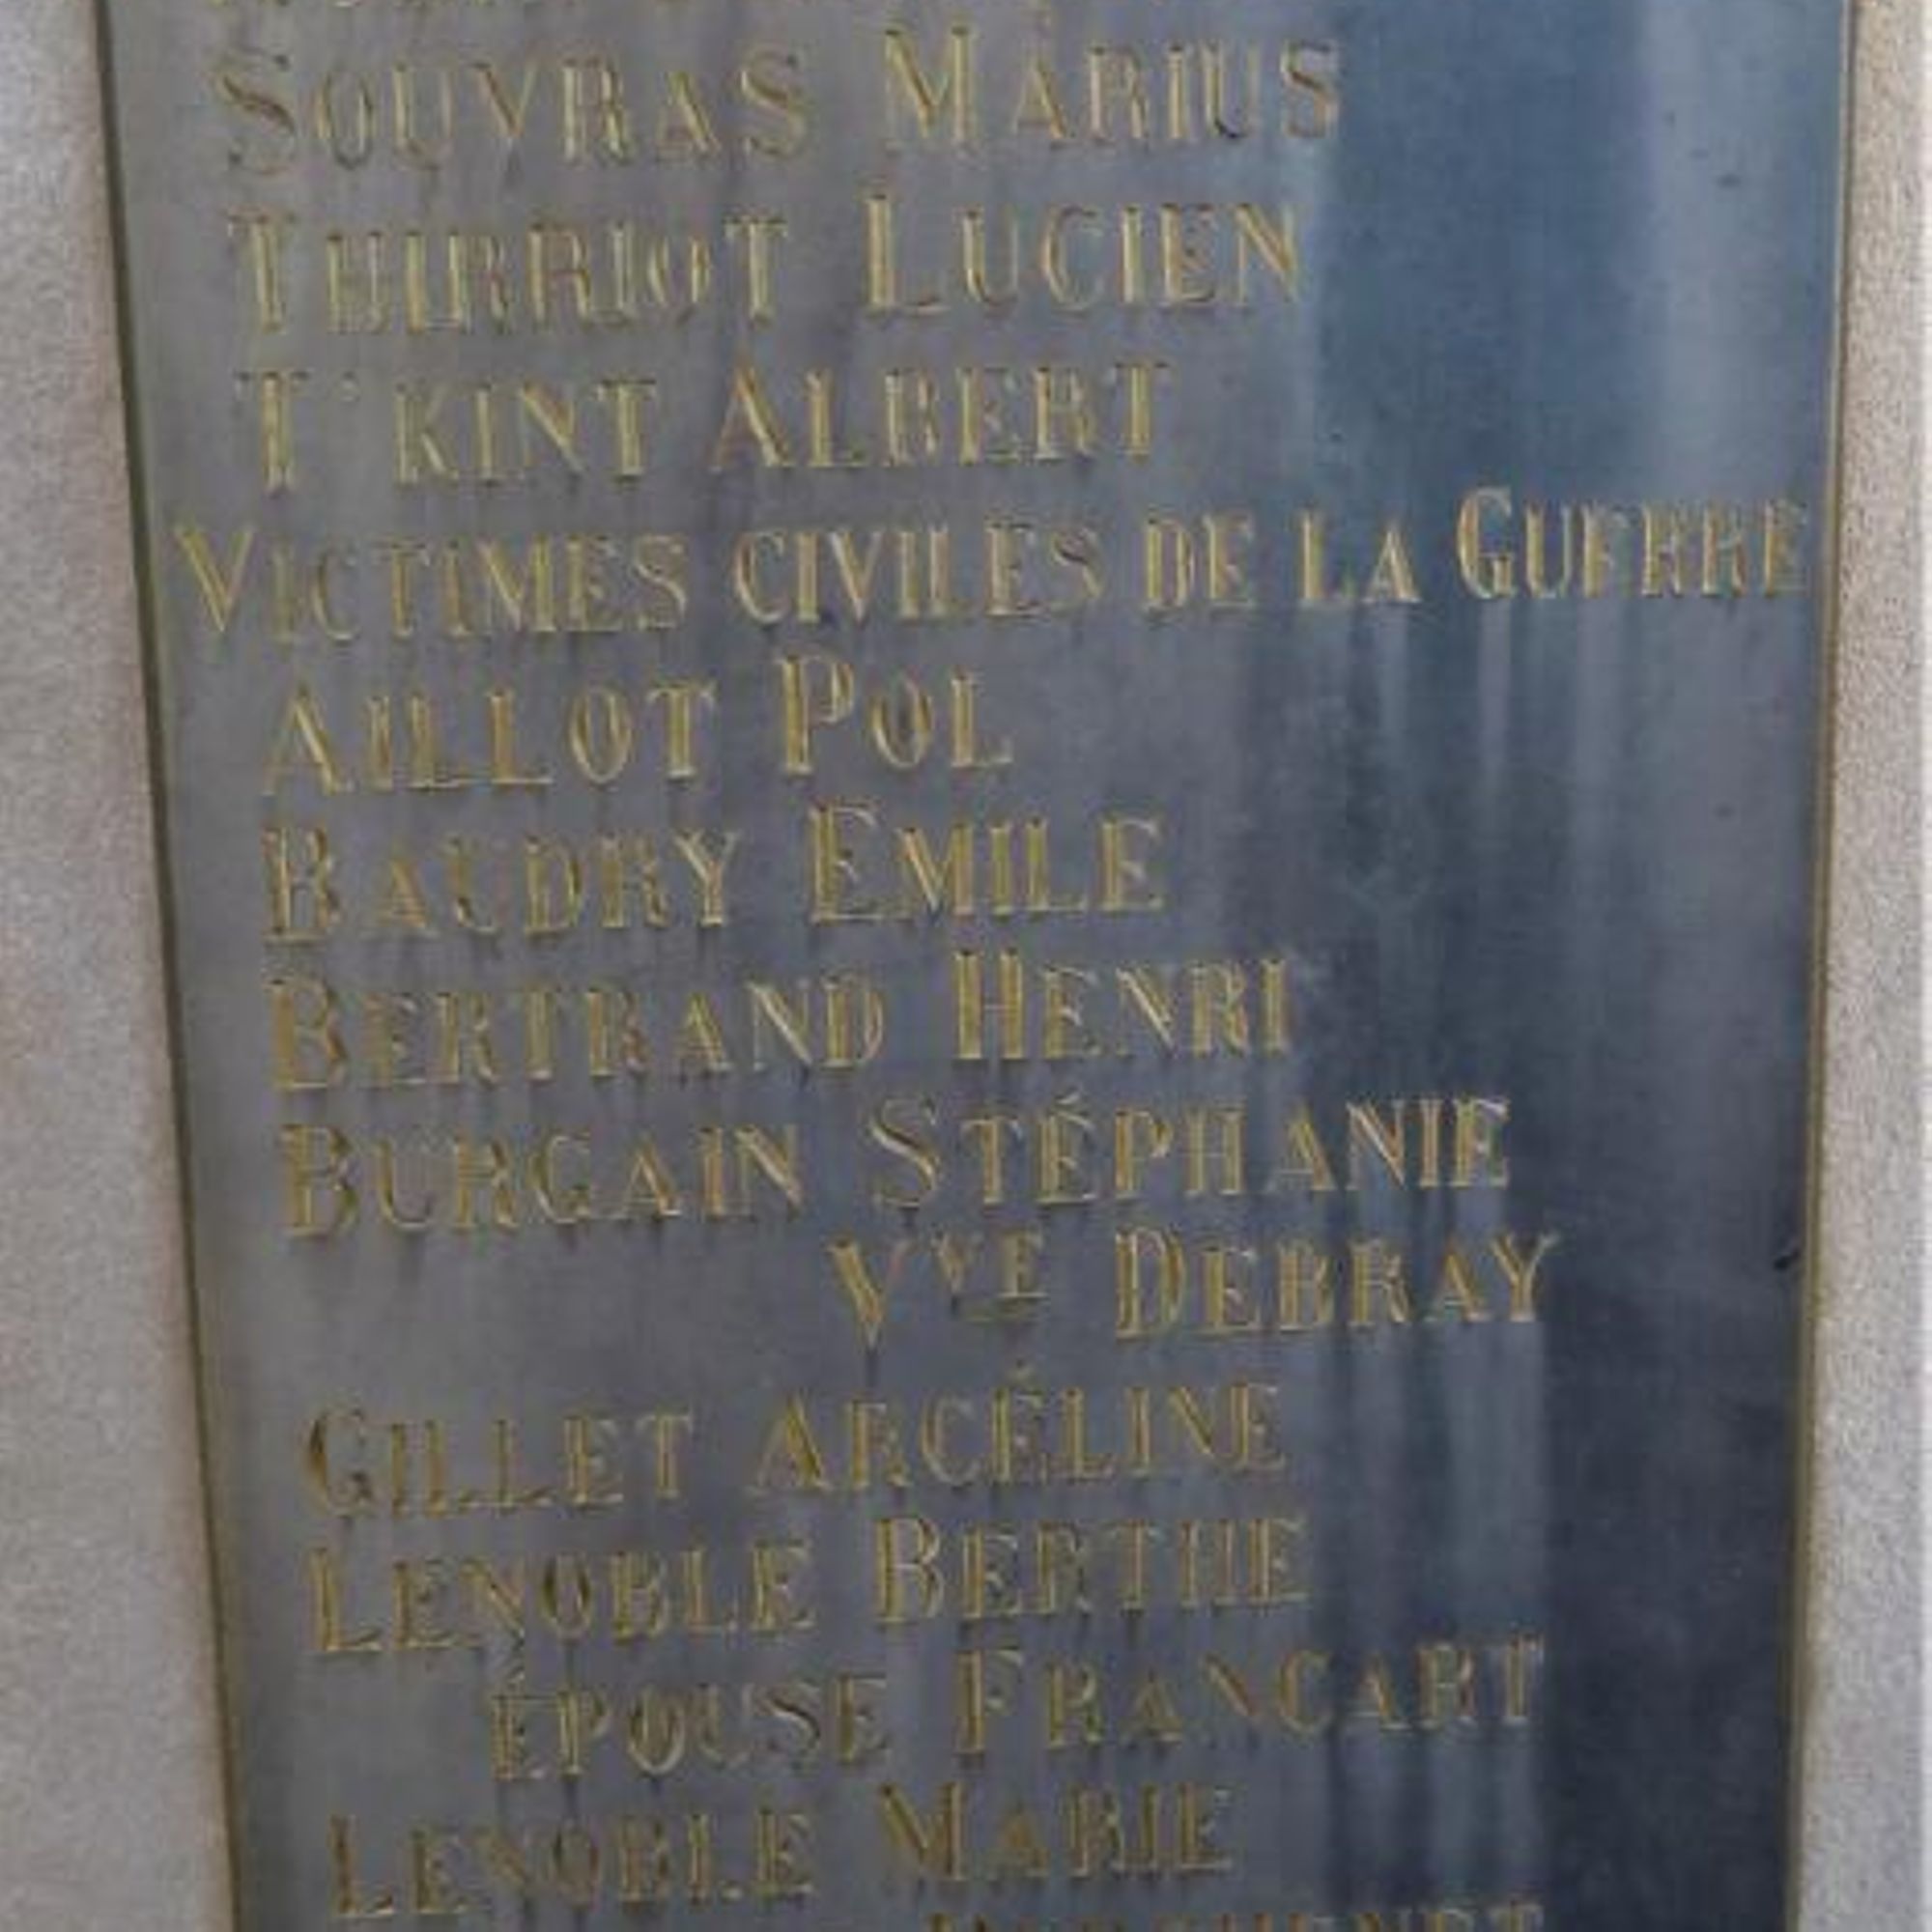 SOUVRAS MARIUS
THIRRIOT LUCIEN
T'KINT ALBERT
VICTIMES CIVILES DE LA GUERRE
AILLOT POL
BAUDRY EMILE
BERTRAND HENRI
BURGAIN STÉPHANIE
VVE DEBRAY
GILLET ARCÉLINE
LENOBLE BERTHE
ÉPOUSE FRANCART
LENOBLE MARIE